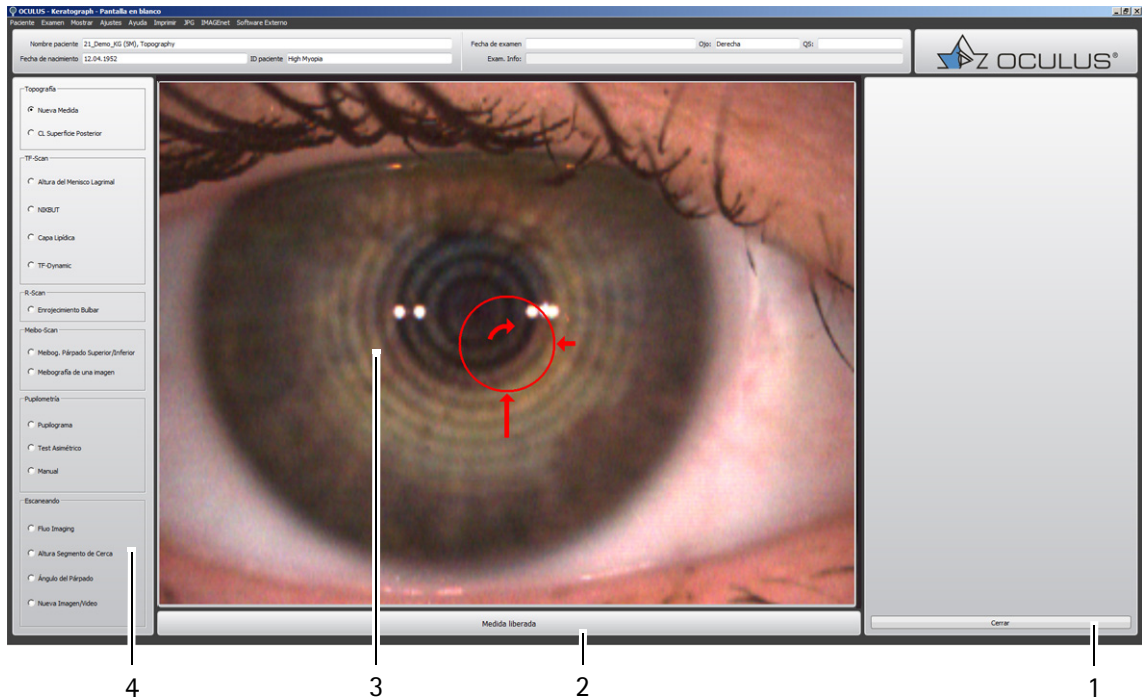 OCULUS - Keratograph - Pantalla en blanco
Paciente Examen Mostrar Ajustes Ayuda Imprimir JPG IMAGEnet Software Externo
Nombre paciente 21_Demo_KG (SM), Topography Fecha de examen Ojo: Derecha QS:
Fecha de nacimiento 12.04.1952 ID paciente High Myopia Exam. Info:
OCULUS®
Topografía
Nueva Medida
CL Superficie Posterior
TF-Scan
Altura del Menisco Lagrimal
NIKBUT
Capa Lipídica
TF-Dynamic
R-Scan
Enrojecimiento Bulbar
Meibo-Scan
Meibog. Párpado Superior/Inferior
Meibografía de una imagen
Pupilometría
Pupilograma
Test Asimétrico
Manual
Escaneando
Fluo Imaging
Altura Segmento de Cerca
Ángulo del Párpado
Nueva Imagen/Video
Medida liberada
Cerrar
4 3 2 1